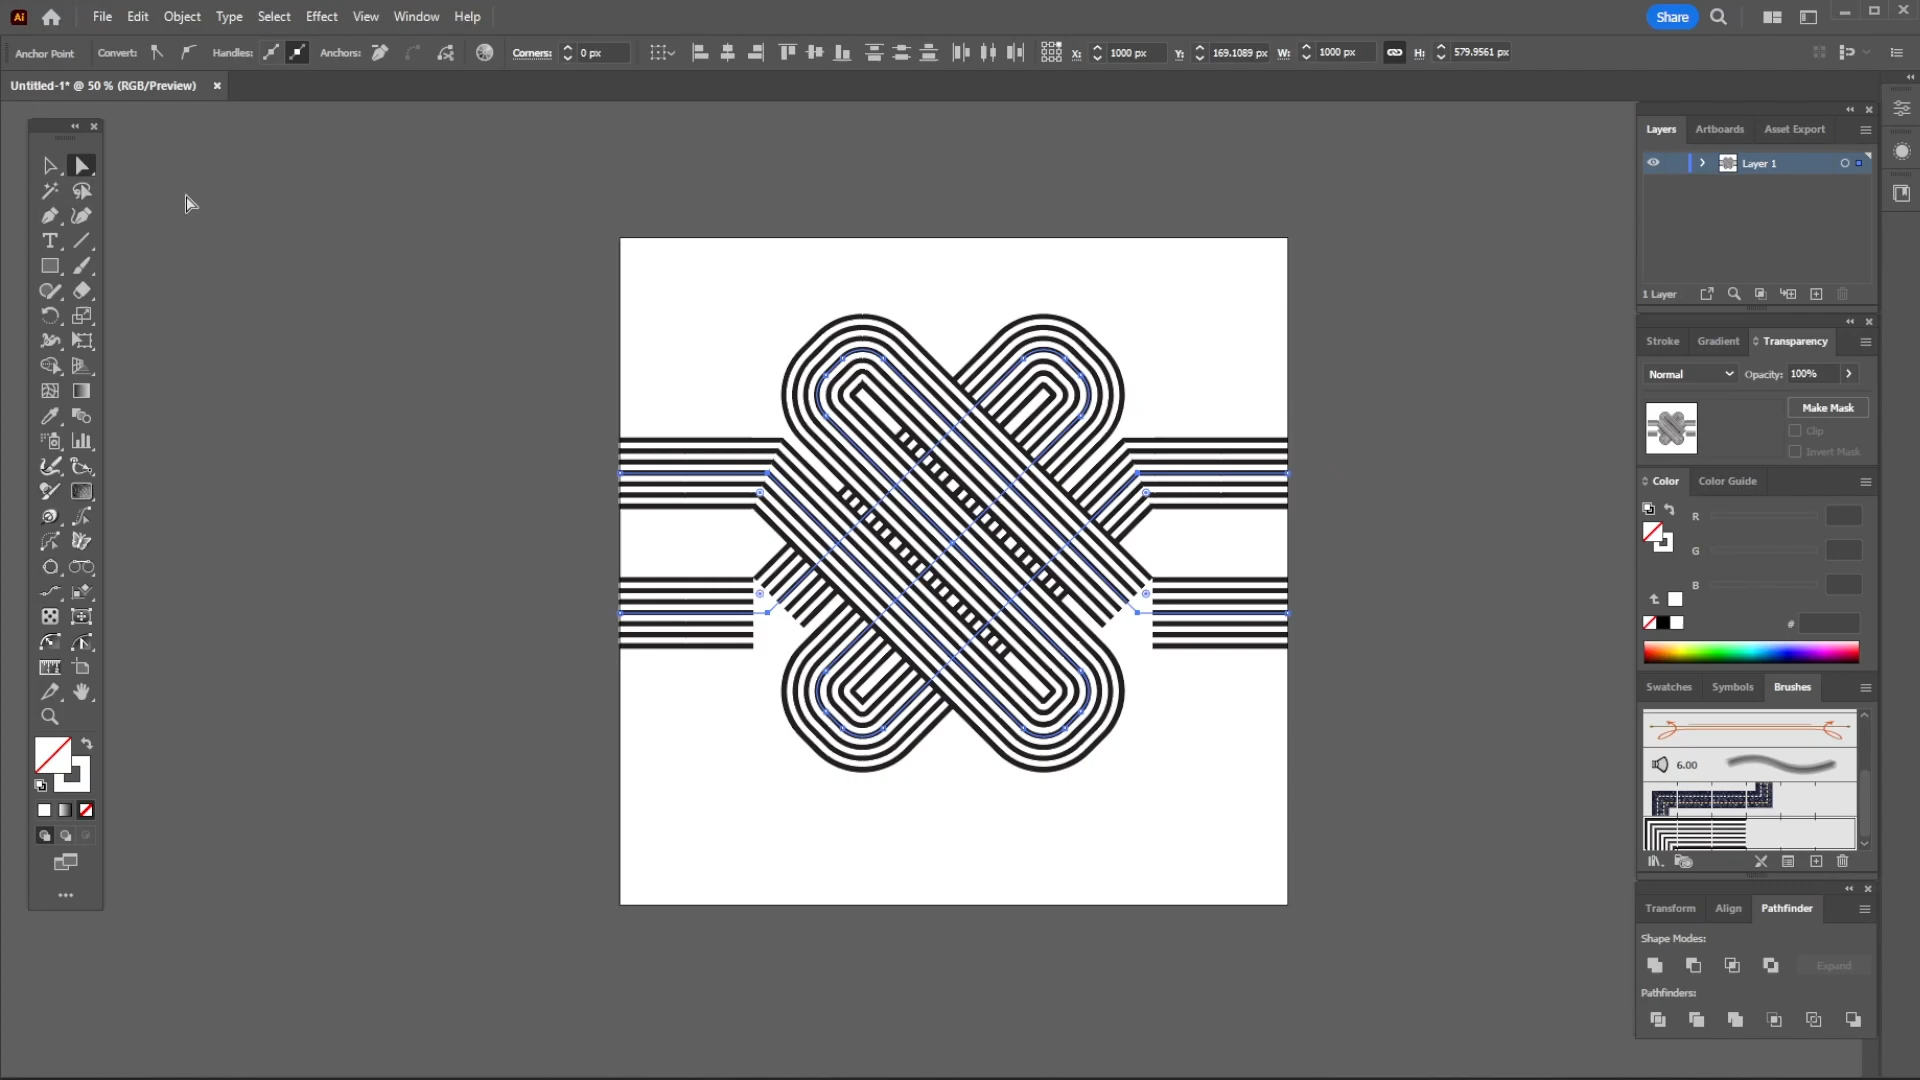 Ai File Edit Object Type Select Effect View Window Help Share
Anchor Point Convert: Handles: Anchors: Corners: 0 px X: 1000 px Y: 169.1089 px W: 1000 px H: 579.9561 px
Untitled-1* @ 50 % (RGB/Preview)
Layers Artboards Asset Export
Layer 1
1 Layer
Stroke Gradient Transparency
Normal Opacity: 100%
Make Mask
Clip
Invert Mask
Color Color Guide
R
G
B
#
Swatches Symbols Brushes
6.00
Transform Align Pathfinder
Shape Modes:
Expand
Pathfinders: